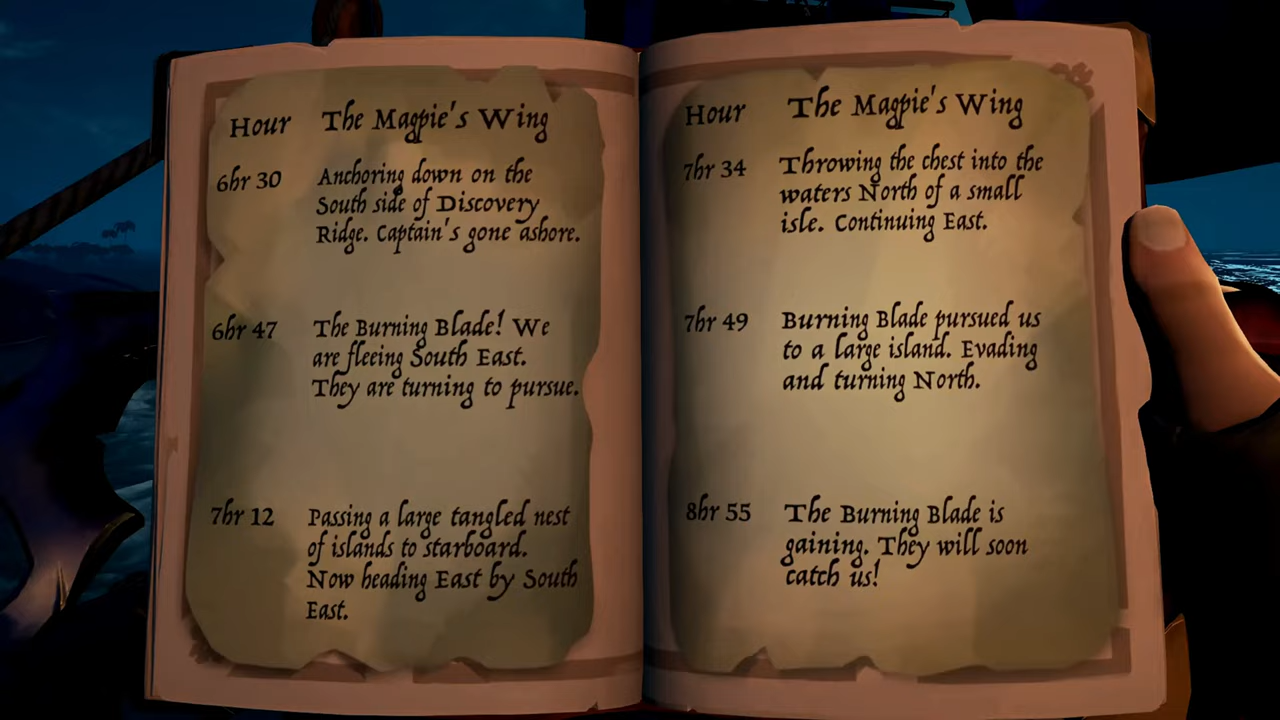 Hour The Magpie's Wing
6hr 30 Anchoring down on the
South side of Discovery
Ridge. Captain's gone ashore.
6hr 47 The Burning Blade! We
are fleeing South East.
They are turning to pursue.
7hr 12 Passing a large tangled nest
of islands to starboard.
Now heading East by South
East.
Hour The Magpie's Wing
7hr 34 Throwing the chest into the
waters North of a small
isle. Continuing East.
7hr 49 Burning Blade pursued us
to a large island. Evading
and turning North.
8hr 55 The Burning Blade is
gaining. They will soon
catch us!